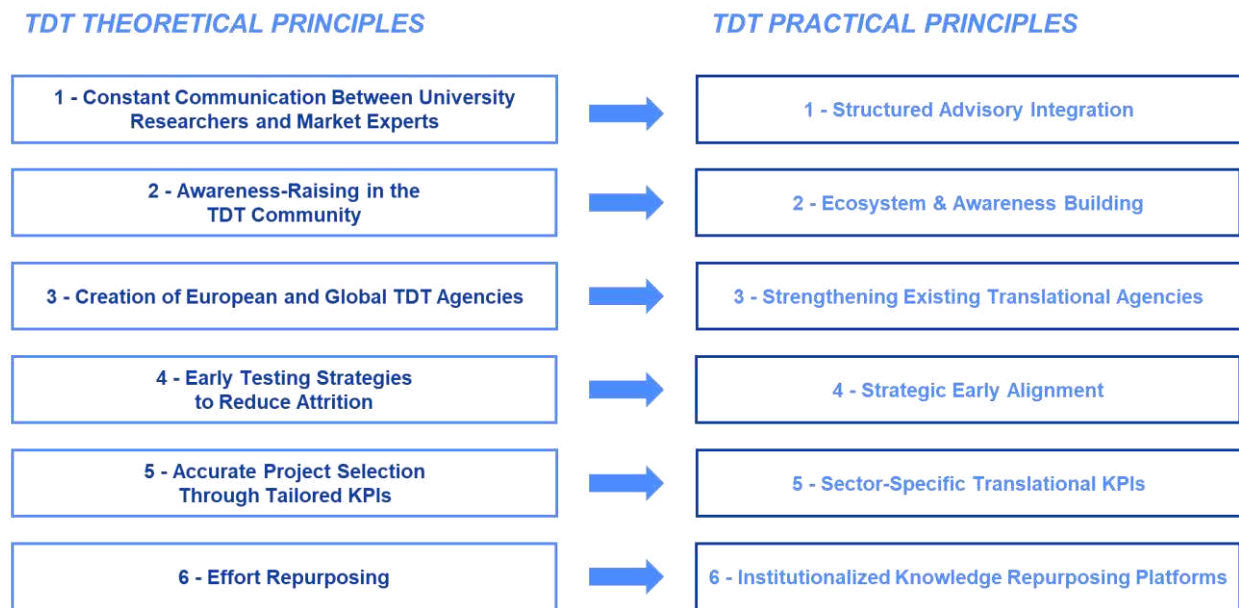 TDT THEORETICAL PRINCIPLES
TDT PRACTICAL PRINCIPLES
1 - Constant Communication Between University
Researchers and Market Experts
1 - Structured Advisory Integration
2 - Awareness-Raising in the
TDT Community
2 - Ecosystem & Awareness Building
3 - Creation of European and Global TDT Agencies
3 - Strengthening Existing Translational Agencies
4 - Early Testing Strategies
to Reduce Attrition
4 - Strategic Early Alignment
5 - Accurate Project Selection
Through Tailored KPIs
5 - Sector-Specific Translational KPIs
6 - Effort Repurposing
6 - Institutionalized Knowledge Repurposing Platforms